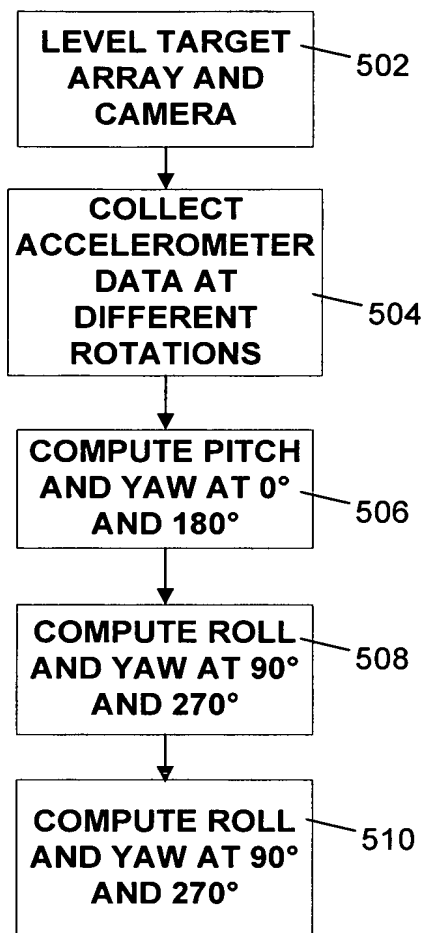 LEVEL TARGET
ARRAY AND
CAMERA
502
COLLECT
ACCELEROMETER
DATA AT
DIFFERENT
ROTATIONS
504
COMPUTE PITCH
AND YAW AT 0°
AND 180°
506
COMPUTE ROLL
AND YAW AT 90°
AND 270°
508
COMPUTE ROLL
AND YAW AT 90°
AND 270°
510